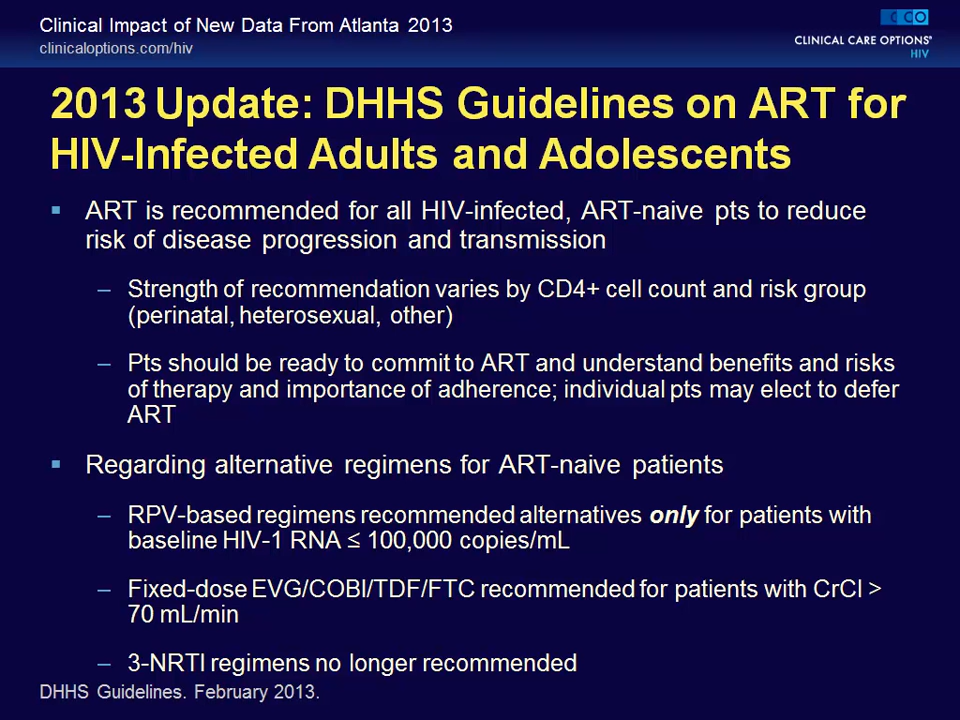 Clinical Impact of New Data From Atlanta 2013
clinicaloptions.com/hiv
CCO
CLINICAL CARE OPTIONS®
HIV
2013 Update: DHHS Guidelines on ART for
HIV-Infected Adults and Adolescents
▪ ART is recommended for all HIV-infected, ART-naive pts to reduce
risk of disease progression and transmission
– Strength of recommendation varies by CD4+ cell count and risk group
(perinatal, heterosexual, other)
– Pts should be ready to commit to ART and understand benefits and risks
of therapy and importance of adherence; individual pts may elect to defer
ART
▪ Regarding alternative regimens for ART-naive patients
– RPV-based regimens recommended alternatives only for patients with
baseline HIV-1 RNA ≤ 100,000 copies/mL
– Fixed-dose EVG/COBI/TDF/FTC recommended for patients with CrCl >
70 mL/min
– 3-NRTI regimens no longer recommended
DHHS Guidelines. February 2013.